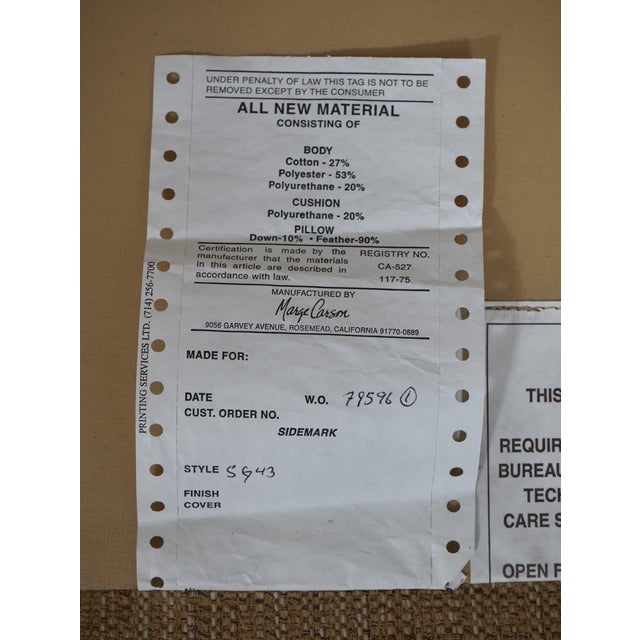 UNDER PENALTY OF LAW THIS TAG IS NOT TO BE
REMOVED EXCEPT BY THE CONSUMER
ALL NEW MATERIAL
CONSISTING OF
BODY
Cotton - 27%
Polyester - 53%
Polyurethane - 20%
CUSHION
Polyurethane - 20%
PILLOW
Down-10% • Feather-90%
Certification is made by the
manufacturer that the materials
in this article are described in
accordance with law.
REGISTRY NO.
CA-527
117-75
MANUFACTURED BY
Marge Carson
9056 GARVEY AVENUE, ROSEMEAD, CALIFORNIA 91770-0889
MADE FOR:
DATE W.O. 79596 ①
CUST. ORDER NO.
SIDEMARK
STYLE SG43
FINISH
COVER
PRINTING SERVICES LTD. (714) 256-7700
THIS
REQUIR
BUREAU
TECH
CARE S
OPEN F